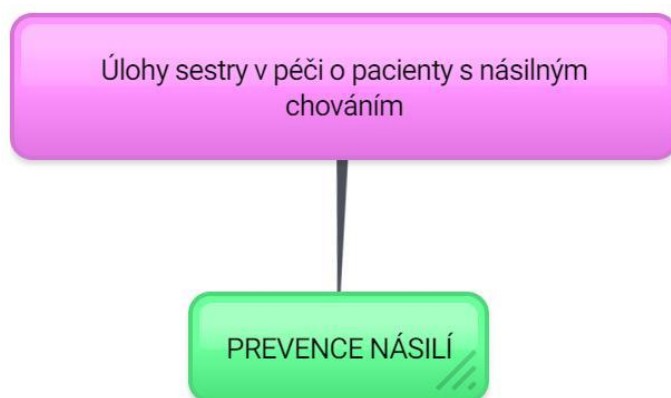 Úlohy sestry v péči o pacienty s násilným
chováním
PREVENCE NÁSILÍ